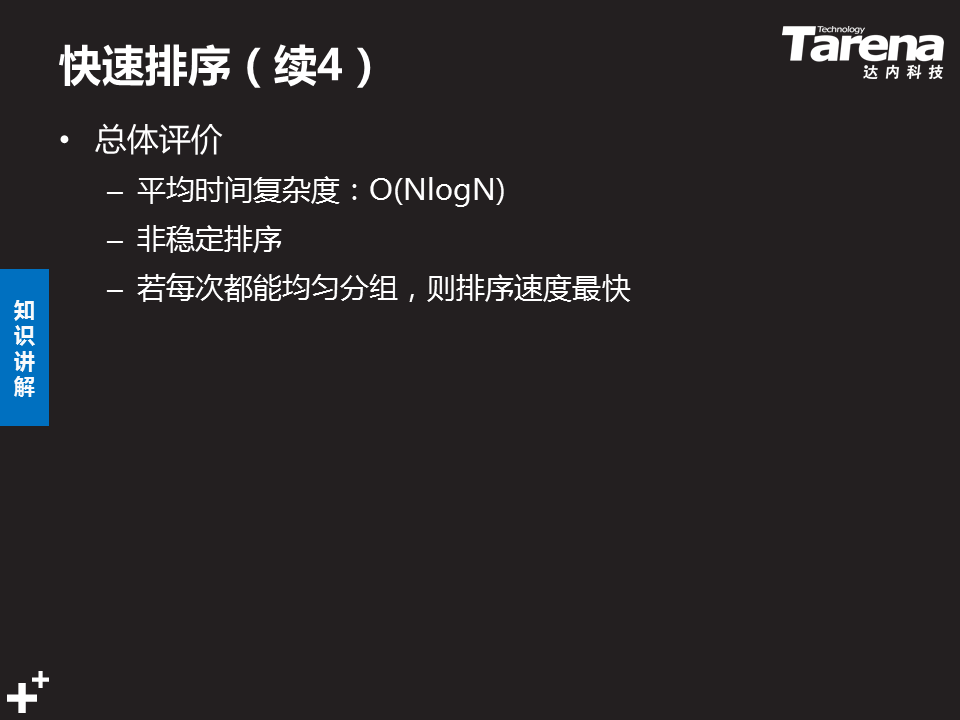 快速排序（续4）
Technology
Tarena
达内科技
• 总体评价
– 平均时间复杂度：O(NlogN)
– 非稳定排序
– 若每次都能均匀分组，则排序速度最快
知识讲解